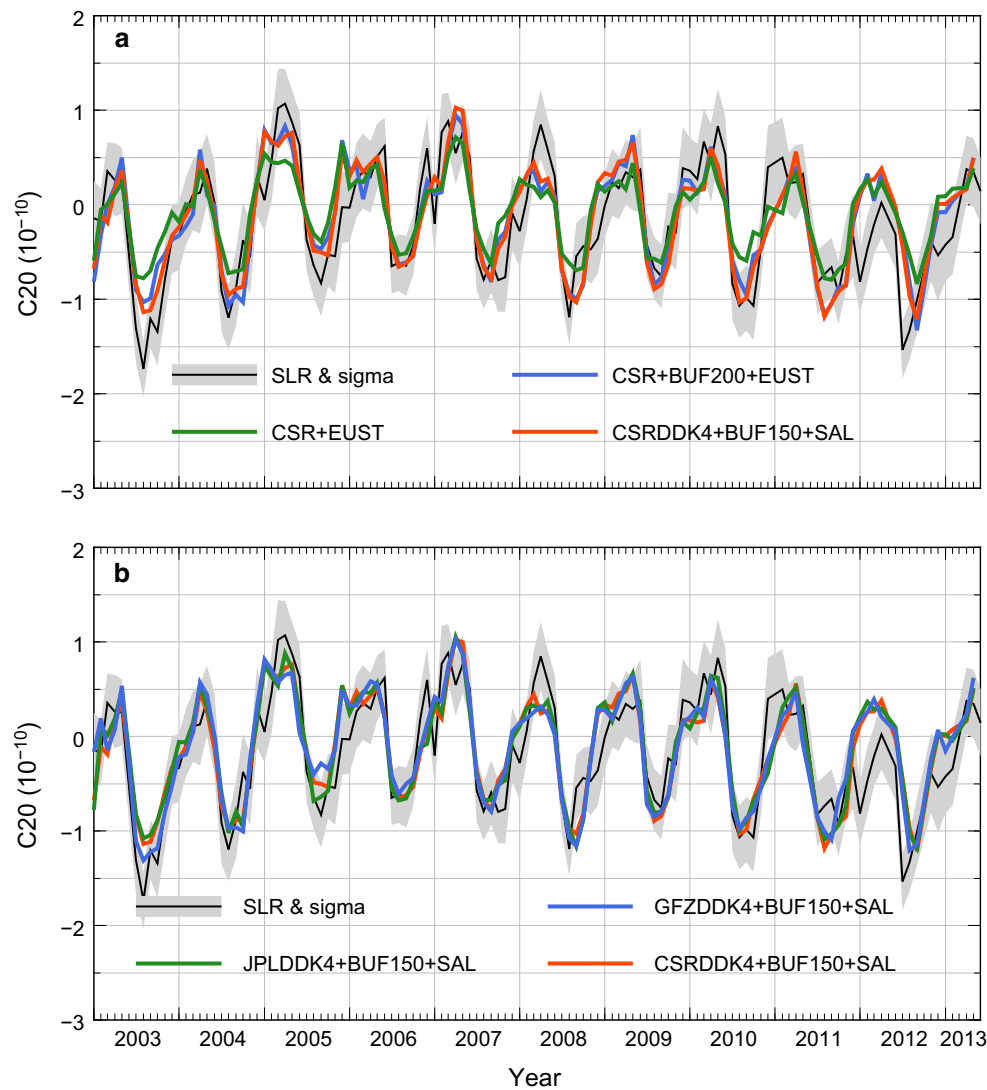 2
a
1
0
−1
−2
−3
C20 (10−10)
SLR & sigma
CSR+BUF200+EUST
CSR+EUST
CSRDDK4+BUF150+SAL
2
b
1
0
−1
−2
−3
C20 (10−10)
SLR & sigma
GFZDDK4+BUF150+SAL
JPLDDK4+BUF150+SAL
CSRDDK4+BUF150+SAL
2003 2004 2005 2006 2007 2008 2009 2010 2011 2012 2013
Year